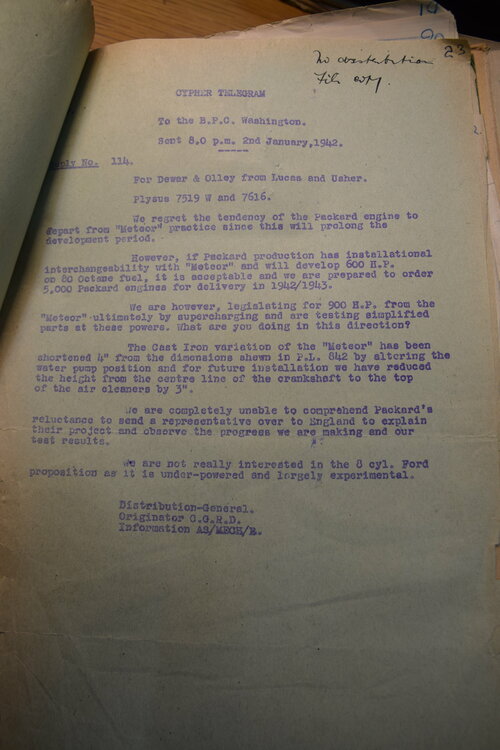 No distribution
File copy.
23
CYPHER TELEGRAM
To the B.P.C. Washington.
Sent 8.0 p.m. 2nd January,1942.
Reply No. 114.
For Dewar & Olley from Lucas and Usher.
Plysus 7519 W and 7616.
We regret the tendency of the Packard engine to
depart from "Meteor" practice since this will prolong the
development period.
However, if Packard production has installational
interchangeability with "Meteor" and will develop 600 H.P.
on 80 Octane fuel, it is acceptable and we are prepared to order
5,000 Packard engines for delivery in 1942/1943.
We are however, legislating for 900 H.P. from the
"Meteor" ultimately by supercharging and are testing simplified
parts at these powers. What are you doing in this direction?
The Cast Iron variation of the "Meteor" has been
shortened 4" from the dimensions shewn in P.L. 842 by altering the
water pump position and for future installation we have reduced
the height from the centre line of the crankshaft to the top
of the air cleaners by 3".
We are completely unable to comprehend Packard's
reluctance to send a representative over to England to explain
their project and observe the progress we are making and our
test results.
We are not really interested in the 8 cyl. Ford
proposition as it is under-powered and largely experimental.
Distribution-General.
Originator C.G.R.D.
Information AS/MECH/E.